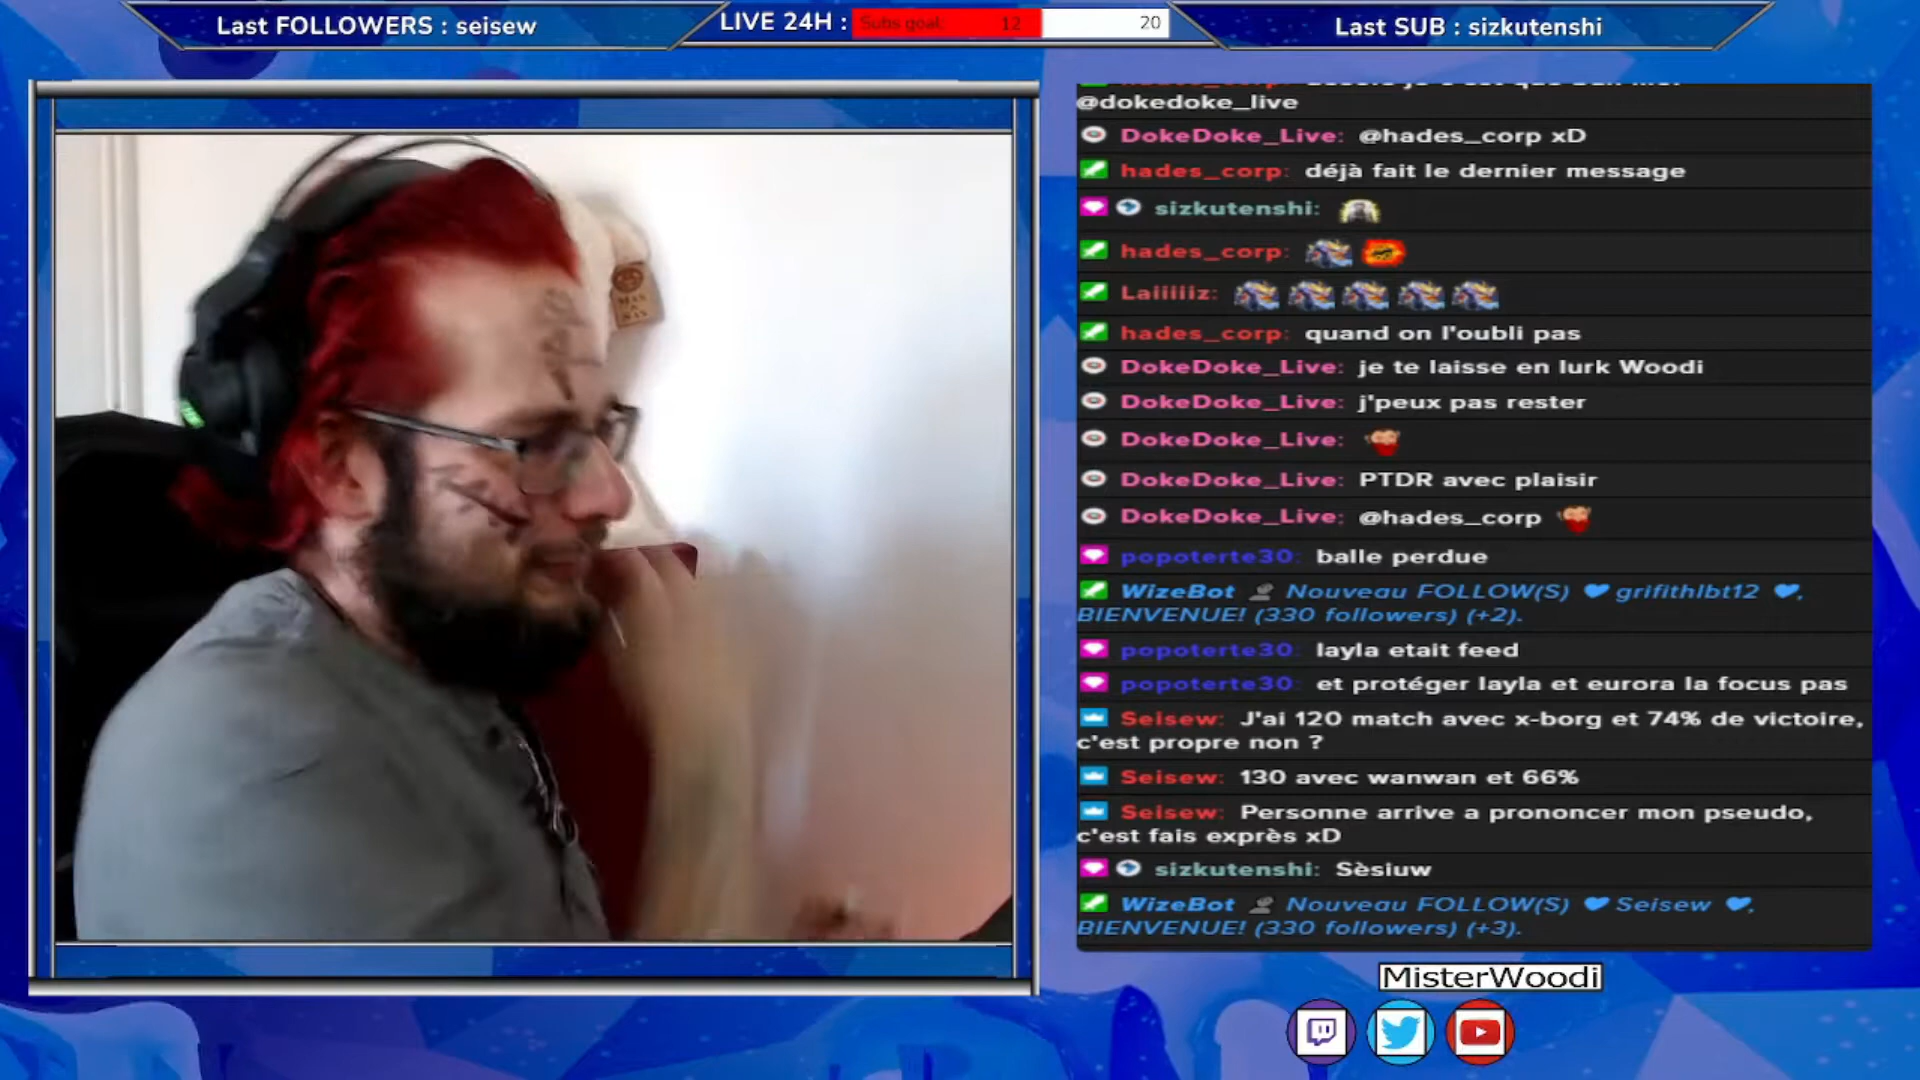 Last FOLLOWERS : seisew
LIVE 24H :
Subs goal: 12 20
Last SUB : sizkutenshi
@dokedoke_live
DokeDoke_Live: @hades_corp xD
hades_corp: déjà fait le dernier message
sizkutenshi:
hades_corp:
Laiiiiiz:
hades_corp: quand on l'oubli pas
DokeDoke_Live: je te laisse en lurk Woodi
DokeDoke_Live: j'peux pas rester
DokeDoke_Live:
DokeDoke_Live: PTDR avec plaisir
DokeDoke_Live: @hades_corp
popoterte30: balle perdue
WizeBot Nouveau FOLLOW(S) grifithlbt12 ,
BIENVENUE! (330 followers) (+2).
popoterte30: layla etait feed
popoterte30: et protéger layla et eurora la focus pas
Seisew: J'ai 120 match avec x-borg et 74% de victoire,
c'est propre non ?
Seisew: 130 avec wanwan et 66%
Seisew: Personne arrive a prononcer mon pseudo,
c'est fais exprès xD
sizkutenshi: Sèsiuw
WizeBot Nouveau FOLLOW(S) Seisew ,
BIENVENUE! (330 followers) (+3).
MisterWoodi